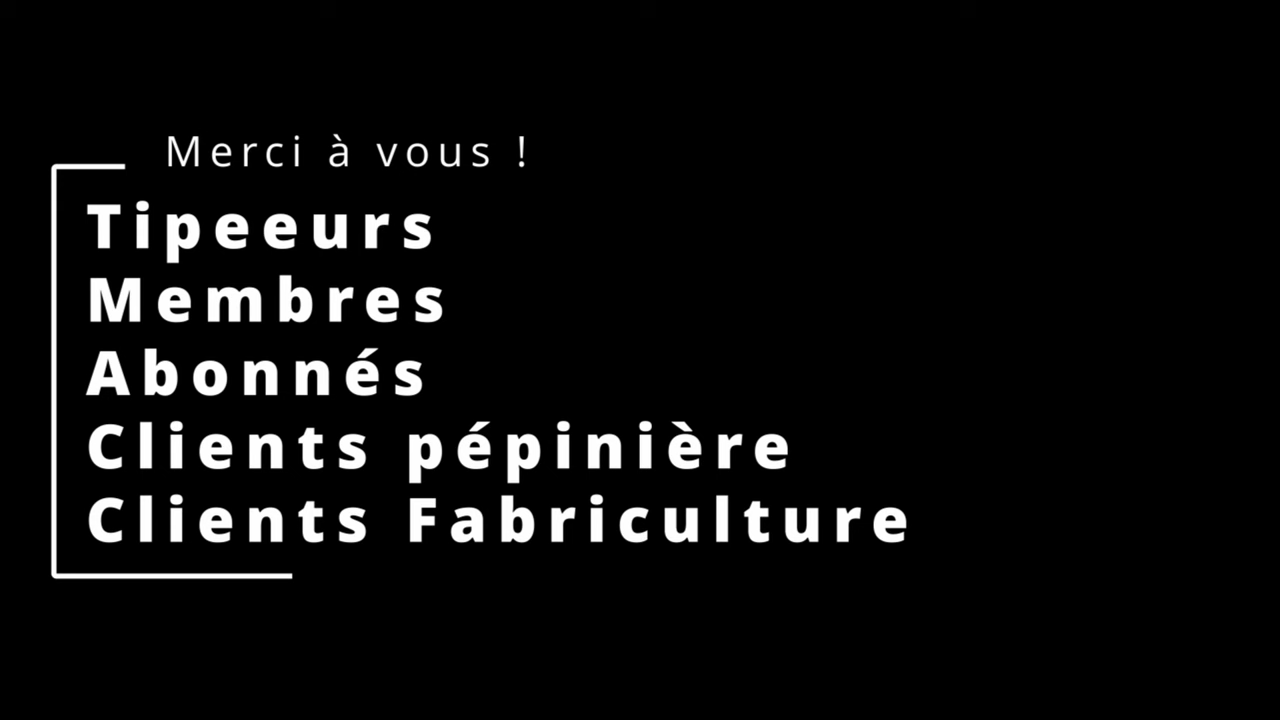 Merci à vous !
Tipeeurs
Membres
Abonnés
Clients pépinière
Clients Fabriculture